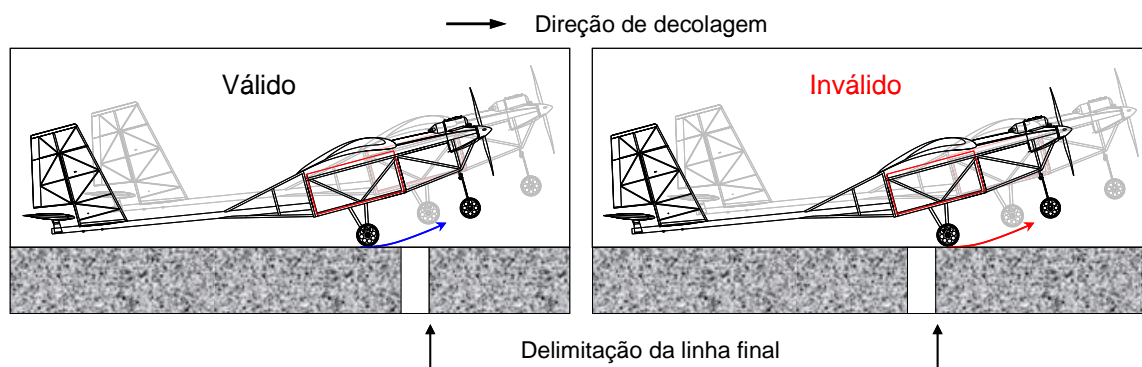 Direção de decolagem
Válido
Inválido
Delimitação da linha final